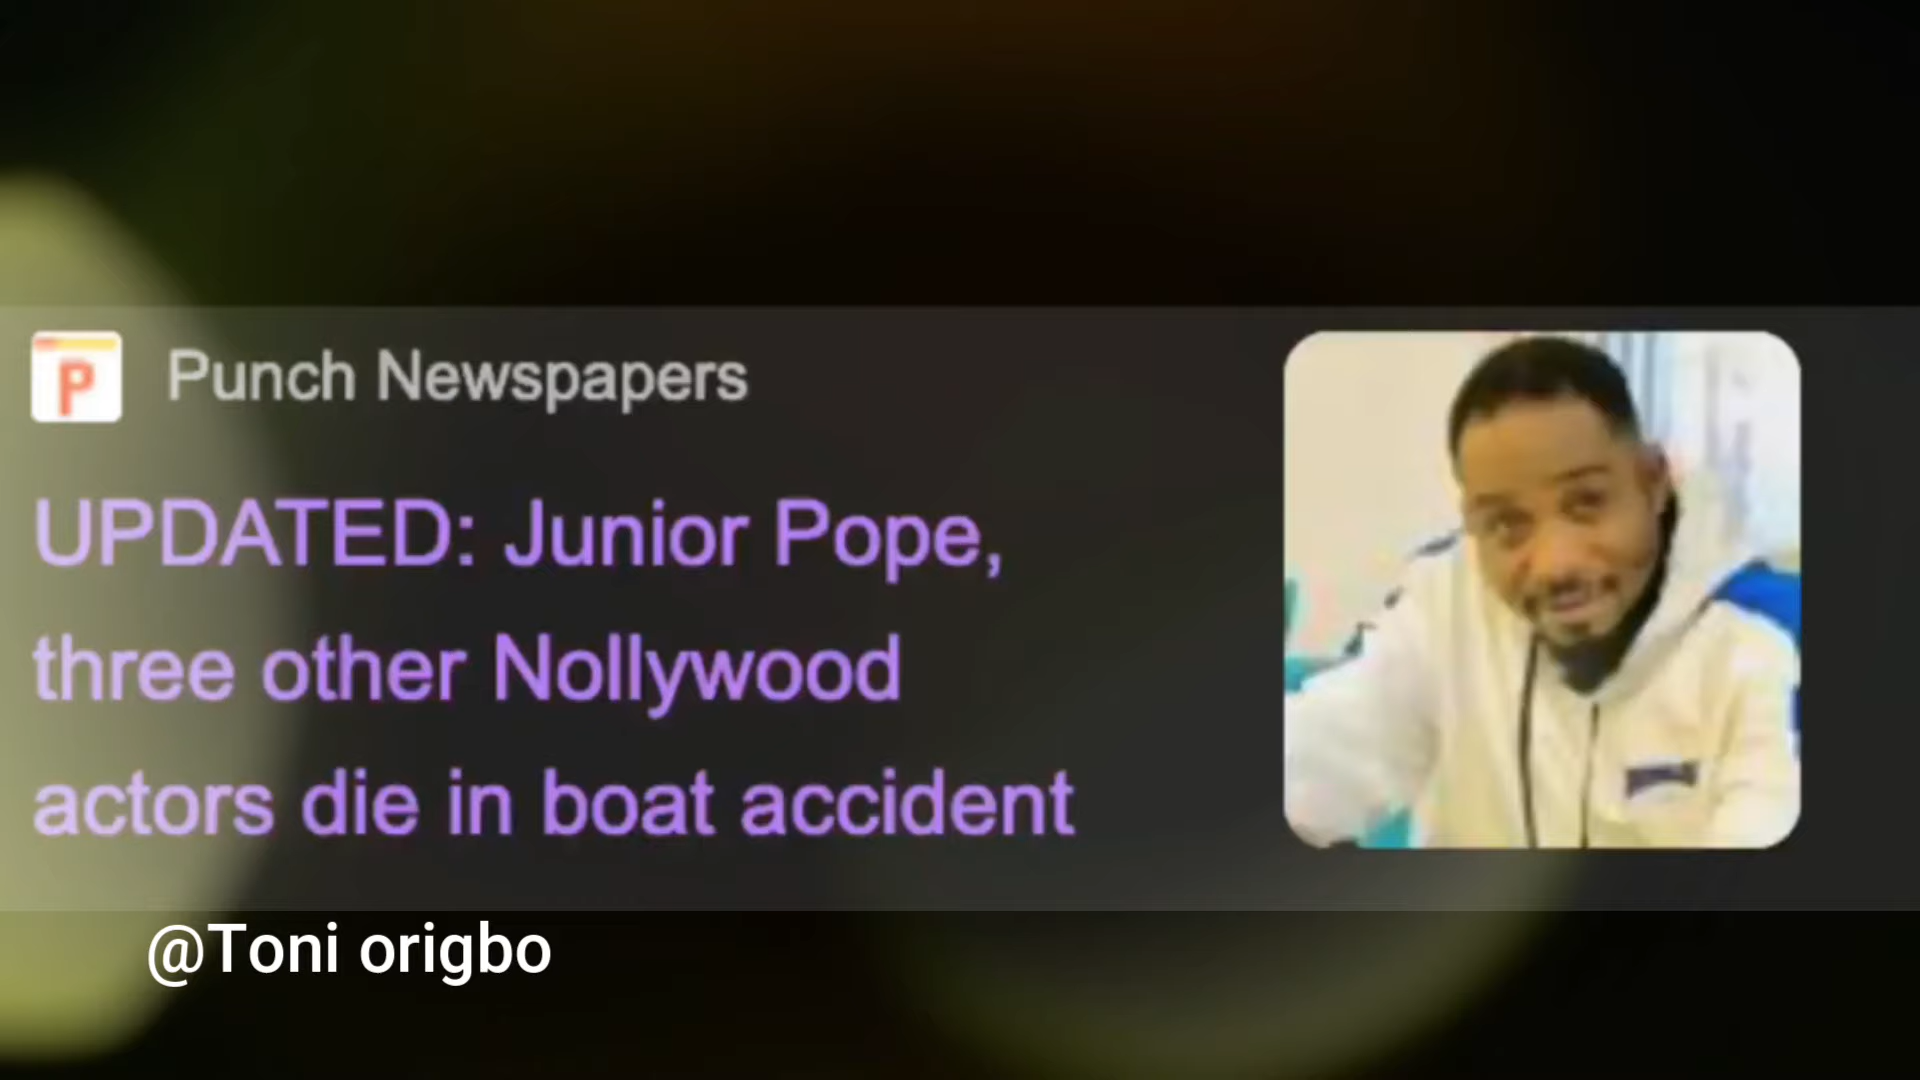 P
Punch Newspapers
UPDATED: Junior Pope,
three other Nollywood
actors die in boat accident
@Toni origbo